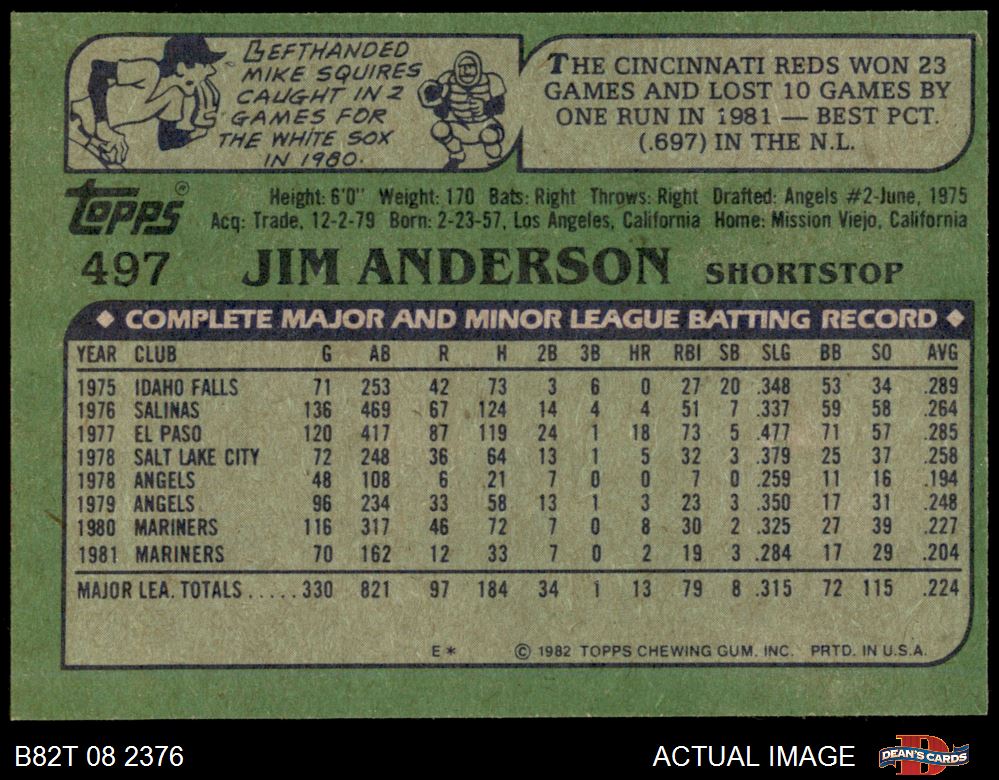 LEFTHANDED
MIKE SQUIRES
CAUGHT IN 2
GAMES FOR
THE WHITE SOX
IN 1980.
THE CINCINNATI REDS WON 23
GAMES AND LOST 10 GAMES BY
ONE RUN IN 1981 — BEST PCT.
(.697) IN THE N.L.
topps®
Height: 6'0" Weight: 170 Bats: Right Throws: Right Drafted: Angels #2-June, 1975
Acq: Trade, 12-2-79 Born: 2-23-57, Los Angeles, California Home: Mission Viejo, California
497 JIM ANDERSON SHORTSTOP
◆ COMPLETE MAJOR AND MINOR LEAGUE BATTING RECORD ◆
YEAR CLUB G AB R H 2B 3B HR RBI SB SLG BB SO AVG
1975 IDAHO FALLS 71 253 42 73 3 6 0 27 20 .348 53 34 .289
1976 SALINAS 136 469 67 124 14 4 4 51 7 .337 59 58 .264
1977 EL PASO 120 417 87 119 24 1 18 73 5 .477 71 57 .285
1978 SALT LAKE CITY 72 248 36 64 13 1 5 32 3 .379 25 37 .258
1978 ANGELS 48 108 6 21 7 0 0 7 0 .259 11 16 .194
1979 ANGELS 96 234 33 58 13 1 3 23 3 .350 17 31 .248
1980 MARINERS 116 317 46 72 7 0 8 30 2 .325 27 39 .227
1981 MARINERS 70 162 12 33 7 0 2 19 3 .284 17 29 .204
MAJOR LEA. TOTALS.....330 821 97 184 34 1 13 79 8 .315 72 115 .224
E* © 1982 TOPPS CHEWING GUM, INC. PRTD. IN U.S.A.
B82T 08 2376 ACTUAL IMAGE DEAN'S CARDS